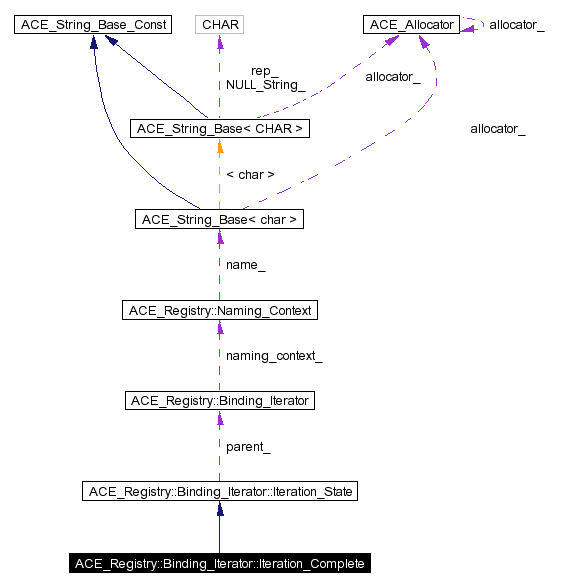 ACE_String_Base_Const
CHAR
ACE_Allocator
allocator_
rep_
NULL_String_
allocator_
ACE_String_Base< CHAR >
allocator_
< char >
ACE_String_Base< char >
name_
ACE_Registry::Naming_Context
naming_context_
ACE_Registry::Binding_Iterator
parent_
ACE_Registry::Binding_Iterator::Iteration_State
ACE_Registry::Binding_Iterator::Iteration_Complete